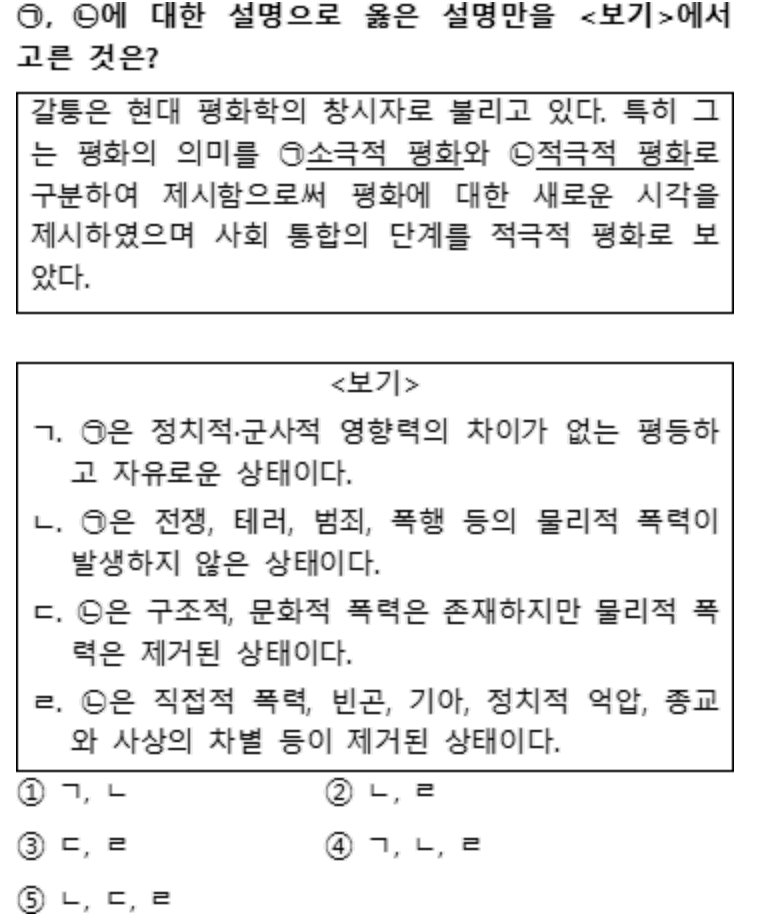 ㉠, ㉡에 대한 설명으로 옳은 설명만을 <보기>에서
고른 것은?
갈퉁은 현대 평화학의 창시자로 불리고 있다. 특히 그
는 평화의 의미를 ㉠소극적 평화와 ㉡적극적 평화로
구분하여 제시함으로써 평화에 대한 새로운 시각을
제시하였으며 사회 통합의 단계를 적극적 평화로 보
았다.
<보기>
ㄱ. ㉠은 정치적·군사적 영향력의 차이가 없는 평등하
고 자유로운 상태이다.
ㄴ. ㉠은 전쟁, 테러, 범죄, 폭행 등의 물리적 폭력이
발생하지 않은 상태이다.
ㄷ. ㉡은 구조적, 문화적 폭력은 존재하지만 물리적 폭
력은 제거된 상태이다.
ㄹ. ㉡은 직접적 폭력, 빈곤, 기아, 정치적 억압, 종교
와 사상의 차별 등이 제거된 상태이다.
① ㄱ, ㄴ ② ㄴ, ㄹ
③ ㄷ, ㄹ ④ ㄱ, ㄴ, ㄹ
⑤ ㄴ, ㄷ, ㄹ